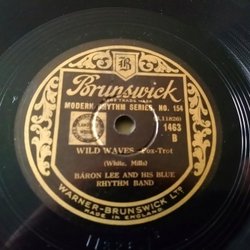 B
Brunswick
TRADE MARK
MODERN RHYTHM SERIES NO. 154
1463
B
WILD WAVES Fox-Trot
(White, Mills)
BARON LEE AND HIS BLUE
RHYTHM BAND
WARNER-BRUNSWICK LTD
MADE IN ENGLAND